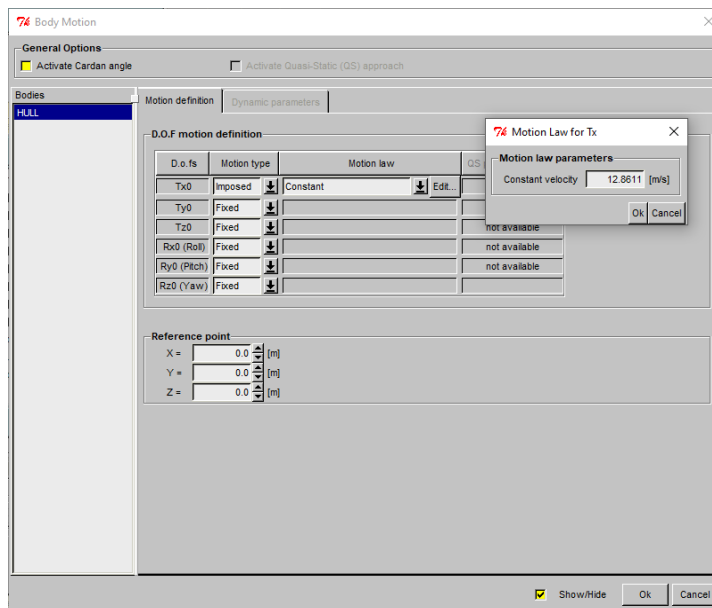 Body Motion
General Options
Activate Cardan angle
Activate Quasi-Static (QS) approach
Bodies
HULL
Motion definition
Dynamic parameters
D.O.F motion definition
D.o.fs Motion type Motion law QS
Tx0 Imposed Constant Edit...
Ty0 Fixed
Tz0 Fixed not available
Rx0 (Roll) Fixed not available
Ry0 (Pitch) Fixed not available
Rz0 (Yaw) Fixed
Motion Law for Tx
Motion law parameters
Constant velocity 12.8611 [m/s]
Ok Cancel
Reference point
X = 0.0 [m]
Y = 0.0 [m]
Z = 0.0 [m]
Show/Hide Ok Cancel